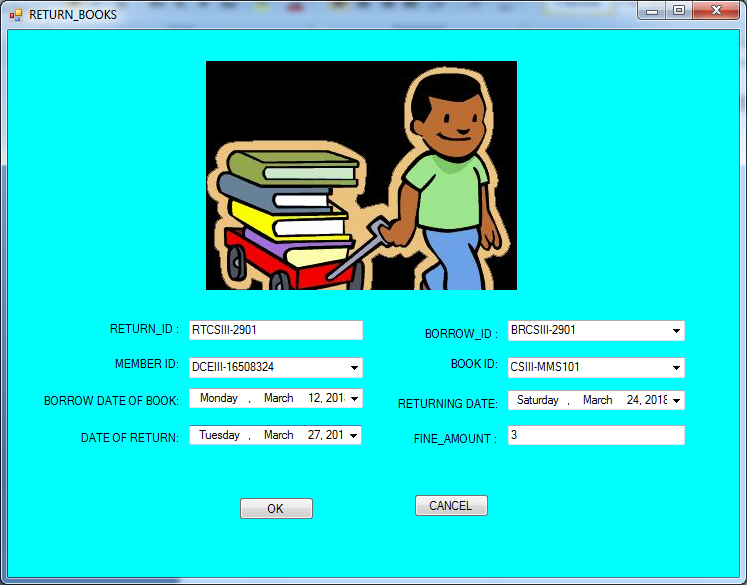 RETURN_BOOKS
RETURN_ID : RTCSIII-2901 BORROW_ID : BRCSIII-2901
MEMBER ID: DCEIII-16508324 BOOK ID: CSIII-MMS101
BORROW DATE OF BOOK: Monday , March 12, 201 RETURNING DATE: Saturday , March 24, 2018
DATE OF RETURN: Tuesday , March 27, 201 FINE_AMOUNT : 3
OK CANCEL